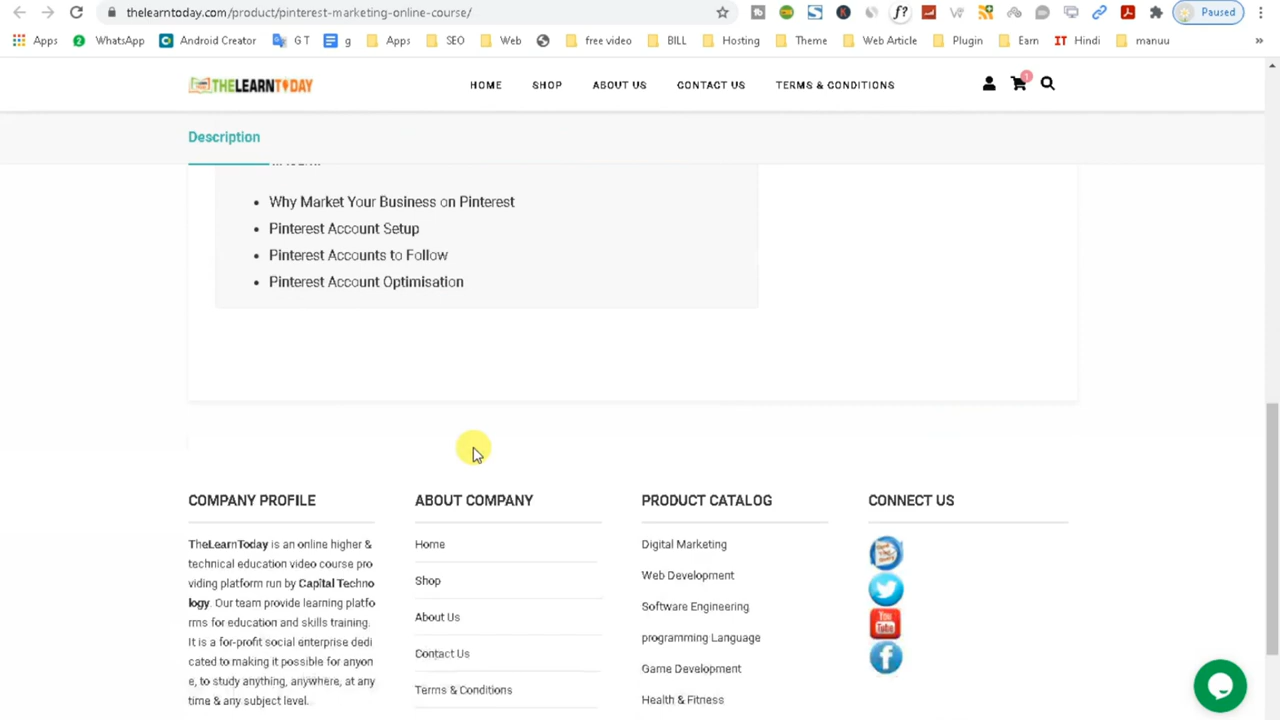 thelearntoday.com/product/pinterest-marketing-online-course/
Paused
Apps
2 WhatsApp
Android Creator
G T
g
Apps
SEO
Web
free video
BILL
Hosting
Theme
Web Article
Plugin
Earn
IT Hindi
manuu
»
THELEARNTODAY
HOME
SHOP
ABOUT US
CONTACT US
TERMS & CONDITIONS
1
Description
• Why Market Your Business on Pinterest
• Pinterest Account Setup
• Pinterest Accounts to Follow
• Pinterest Account Optimisation
COMPANY PROFILE
TheLearnToday is an online higher &
technical education video course pro
viding platform run by Capital Techno
logy. Our team provide learning platfo
rms for education and skills training.
It is a for-profit social enterprise dedi
cated to making it possible for anyon
e, to study anything, anywhere, at any
time & any subject level.
ABOUT COMPANY
Home
Shop
About Us
Contact Us
Terms & Conditions
PRODUCT CATALOG
Digital Marketing
Web Development
Software Engineering
programming Language
Game Development
Health & Fitness
CONNECT US
You
Tube